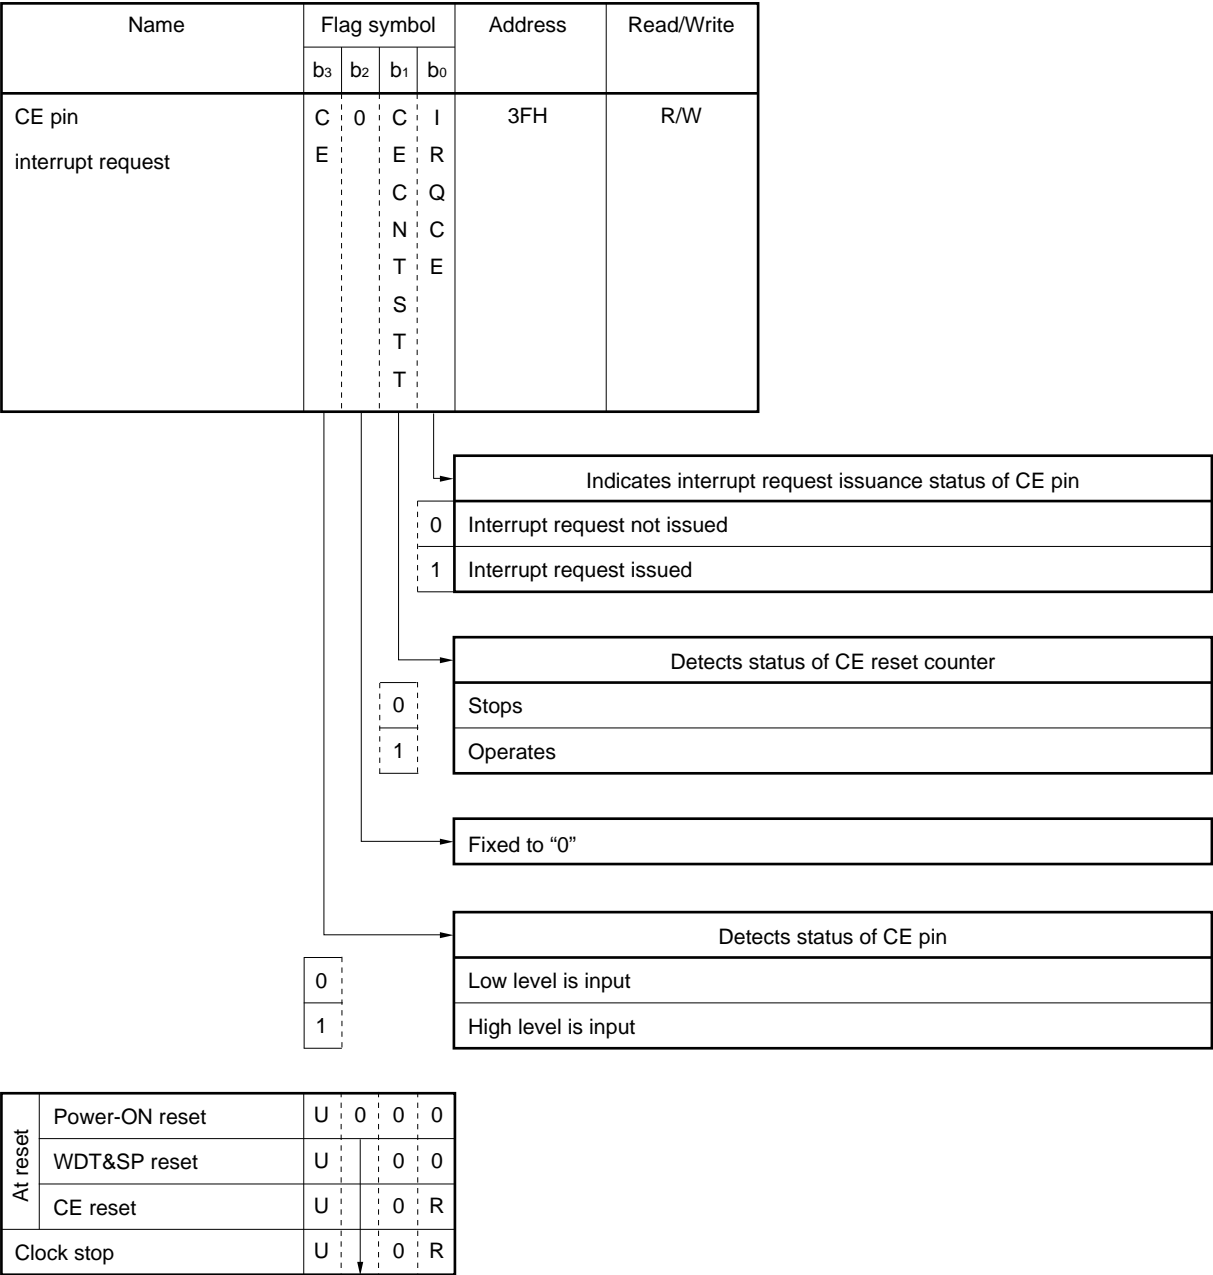 Name Flag symbol Address Read/Write
b3 b2 b1 b0
CE pin
interrupt request
CE 0 CECNTSTT IRQCE 3FH R/W
Indicates interrupt request issuance status of CE pin
0 Interrupt request not issued
1 Interrupt request issued
Detects status of CE reset counter
0 Stops
1 Operates
Fixed to “0”
Detects status of CE pin
0 Low level is input
1 High level is input
At reset
Power-ON reset U 0 0 0
WDT&SP reset U 0 0
CE reset U 0 R
Clock stop U 0 R